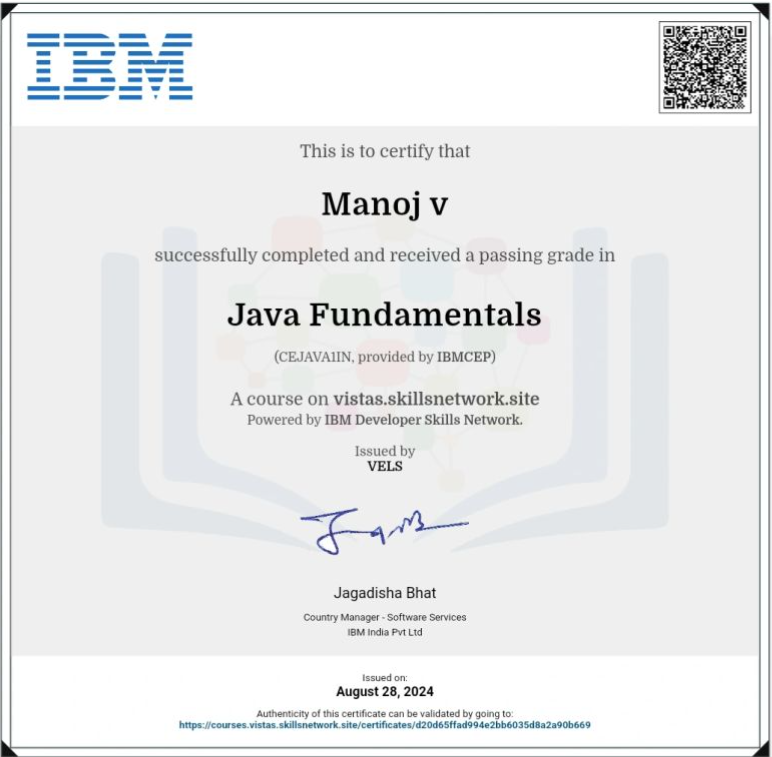 IBM
This is to certify that
Manoj v
successfully completed and received a passing grade in
Java Fundamentals
(CEJAVA1IN, provided by IBMCEP)
A course on vistas.skillsnetwork.site
Powered by IBM Developer Skills Network.
Issued by
VELS
Jagadisha Bhat
Country Manager - Software Services
IBM India Pvt Ltd
Issued on:
August 28, 2024
Authenticity of this certificate can be validated by going to:
https://courses.vistas.skillsnetwork.site/certificates/d20d65ffad994e2bb6035d8a2a90b669